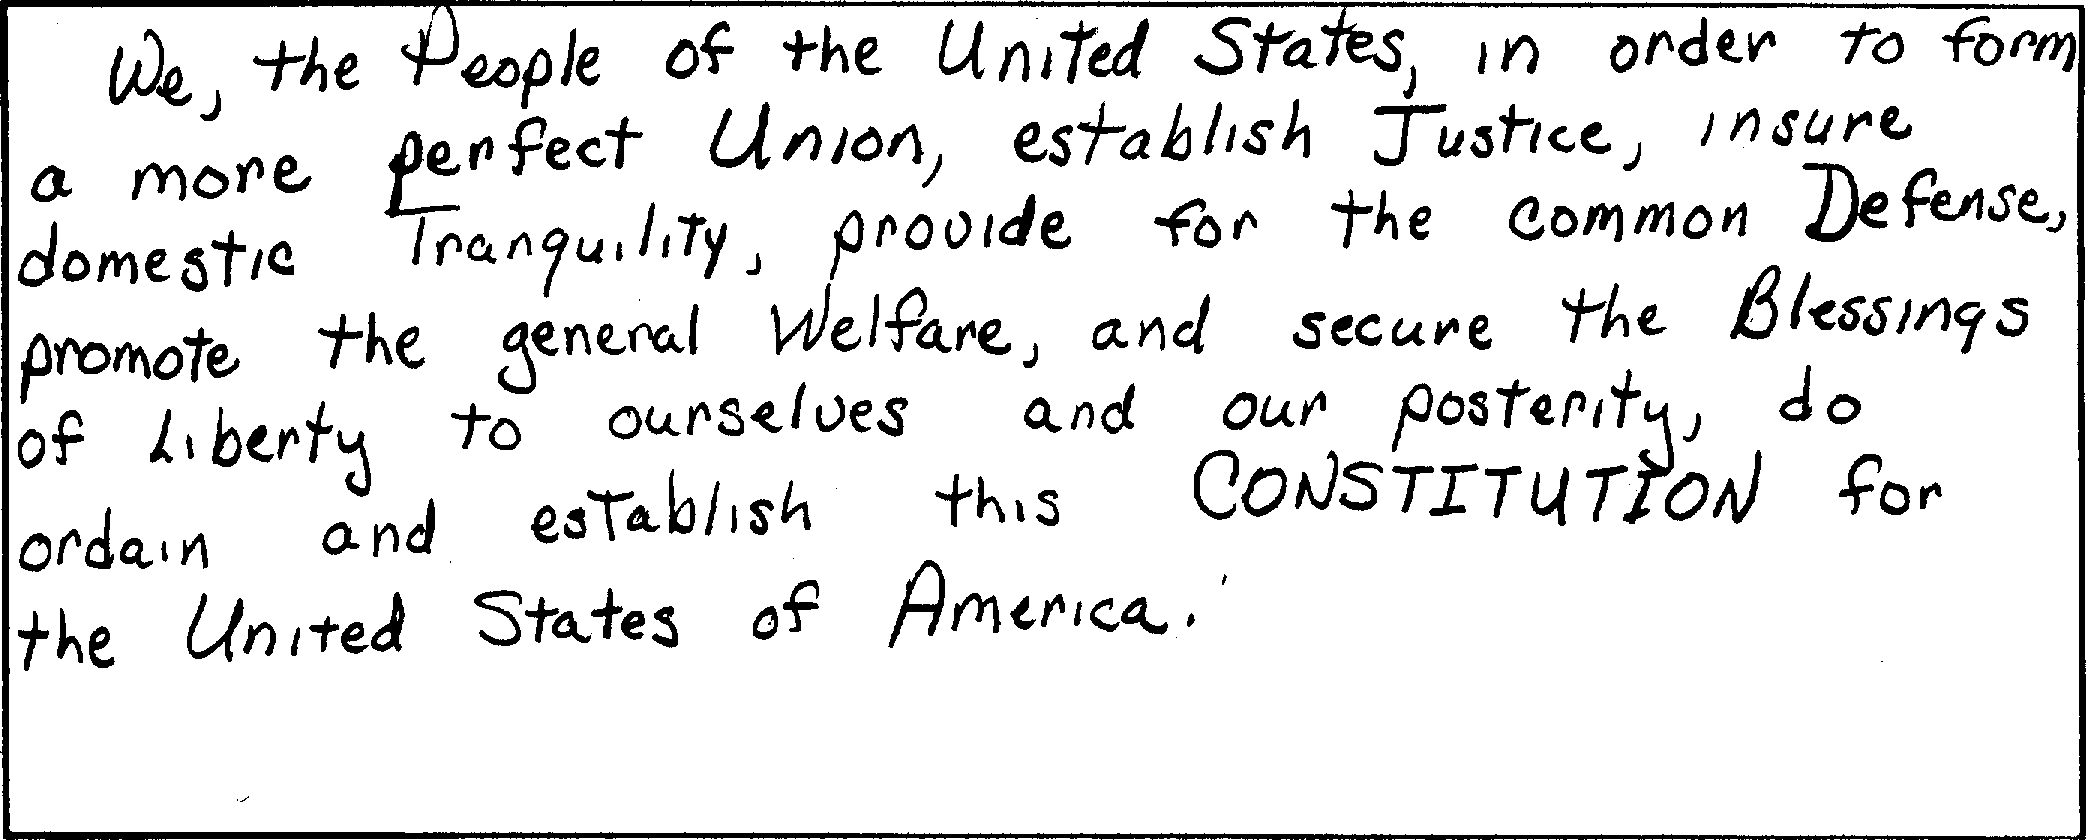 We, the People of the United States, in order to form
a more perfect Union, establish Justice, insure
domestic Tranquility, provide for the common Defense,
promote the general Welfare, and secure the Blessings
of Liberty to ourselves and our posterity, do
ordain and establish this CONSTITUTION for
the United States of America.